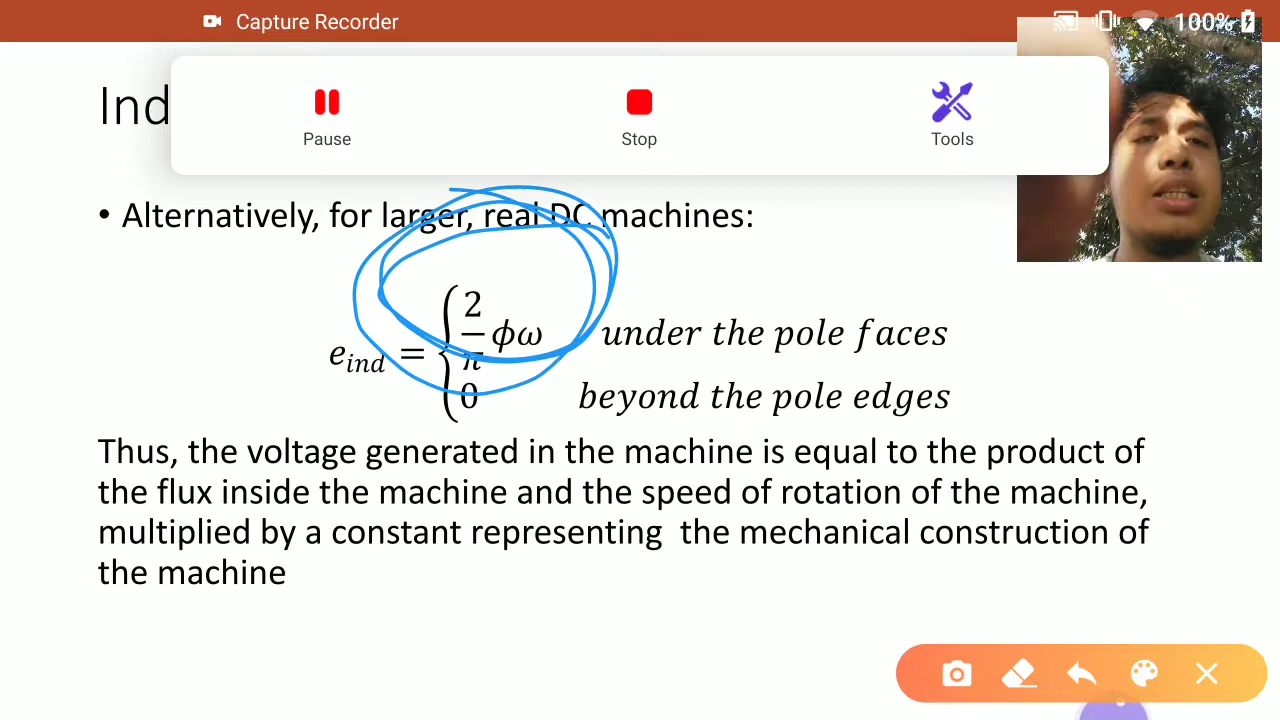 Capture Recorder
100%
Ind
Pause
Stop
Tools
• Alternatively, for larger, real DC machines:
e_ind = { 2/π ϕω under the pole faces
0 beyond the pole edges
Thus, the voltage generated in the machine is equal to the product of
the flux inside the machine and the speed of rotation of the machine,
multiplied by a constant representing the mechanical construction of
the machine